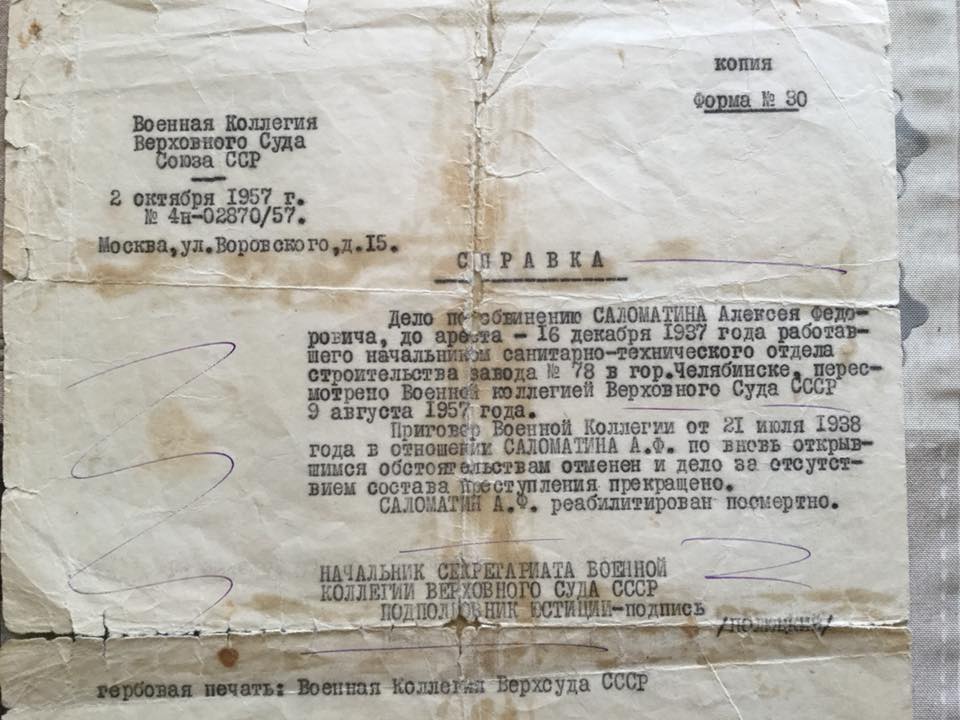 копия
Форма № 30
Военная Коллегия
Верховного Суда
Союза ССР
2 октября 1957 г.
№ 4н-02870/57.
Москва,ул.Воровского,д.15.
СПРАВКА
Дело по обвинению САЛОМАТИНА Алексея Федо-
ровича, до ареста - 16 декабря 1937 года работав-
шего начальником санитарно-технического отдела
строительства завода № 78 в гор.Челябинске, перес-
мотрено Военной коллегией Верховного Суда СССР
9 августа 1957 года.
Приговор Военной Коллегии от 21 июля 1938
года в отношении САЛОМАТИНА А.Ф. по вновь открыв-
шимся обстоятельствам отменен и дело за отсутст-
вием состава преступления прекращено.
САЛОМАТИН А.Ф. реабилитирован посмертно.
НАЧАЛЬНИК СЕКРЕТАРИАТА ВОЕННОЙ
КОЛЛЕГИИ ВЕРХОВНОГО СУДА СССР
ПОДПОЛКОВНИК ЮСТИЦИИ-подпись
гербовая печать: Военная Коллегия Верхсуда СССР